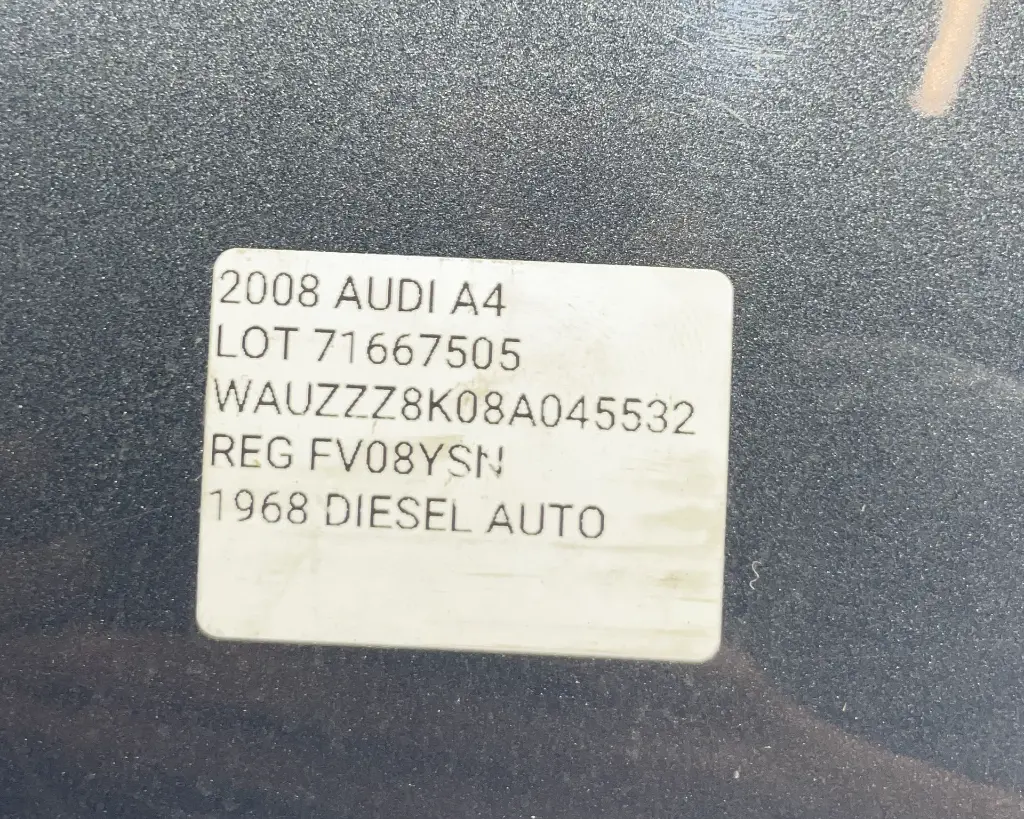 2008 AUDI A4
LOT 71667505
WAUZZZ8K08A045532
REG FV08YSN
1968 DIESEL AUTO